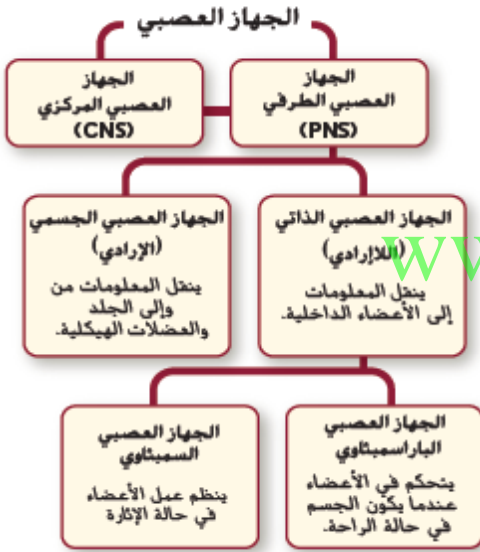 الجهاز العصبي
الجهاز
العصبي الطرفي
(PNS)
الجهاز
العصبي المركزي
(CNS)
الجهاز العصبي الذاتي
(اللاإرادي)
ينقل المعلومات
إلى الأعضاء الداخلية.
الجهاز العصبي الجسمي
(الإرادي)
ينقل المعلومات من
وإلى الجلد
والعضلات الهيكلية.
ww
الجهاز العصبي
الباراسمبثاوي
يتحكم في الأعضاء
عندما يكون الجسم
في حالة الراحة.
الجهاز العصبي
السمبثاوي
ينظم عمل الأعضاء
في حالة الإثارة